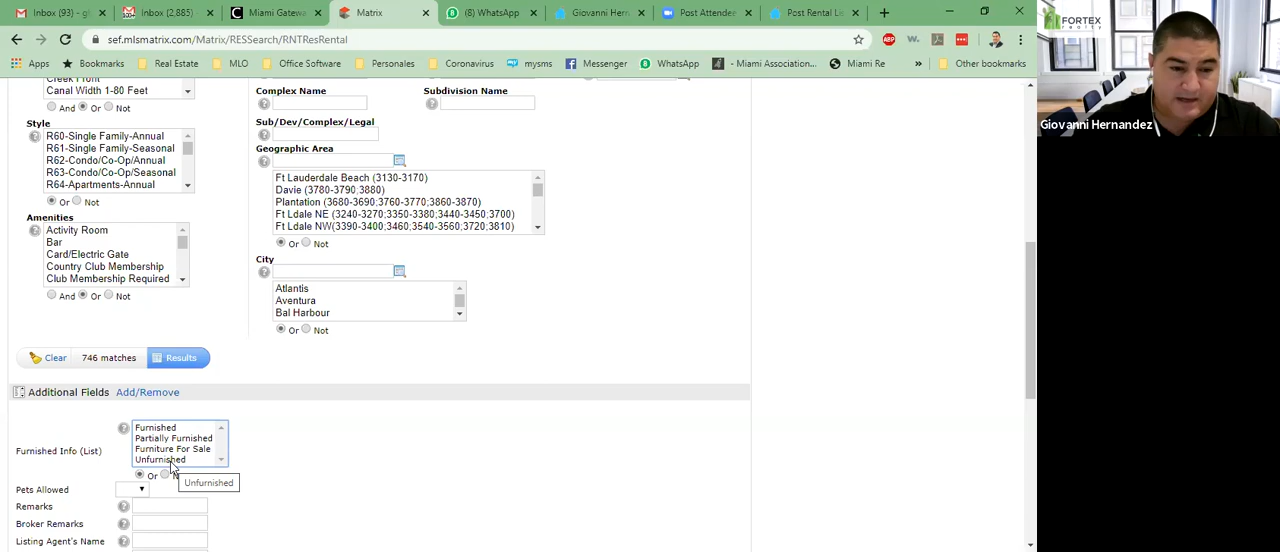 Inbox (93) - gl
Inbox (2,885)
Miami Gatewa
Matrix
(8) WhatsApp
Giovanni Hern
Post Attendee
Post Rental Lis
sef.mlsmatrix.com/Matrix/RESSearch/RNTResRental
Apps
Bookmarks
Real Estate
MLO
Office Software
Personales
Coronavirus
mysms
Messenger
WhatsApp
- Miami Association...
Miami Re
»
Other bookmarks
FORTEX
realty
Giovanni Hernandez
Creek Front
Canal Width 1-80 Feet
And Or Not
Style
R60-Single Family-Annual
R61-Single Family-Seasonal
R62-Condo/Co-Op/Annual
R63-Condo/Co-Op/Seasonal
R64-Apartments-Annual
Or Not
Amenities
Activity Room
Bar
Card/Electric Gate
Country Club Membership
Club Membership Required
And Or Not
Complex Name
Subdivision Name
Sub/Dev/Complex/Legal
Geographic Area
Ft Lauderdale Beach (3130-3170)
Davie (3780-3790;3880)
Plantation (3680-3690;3760-3770;3860-3870)
Ft Ldale NE (3240-3270;3350-3380;3440-3450;3700)
Ft Ldale NW(3390-3400;3460;3540-3560;3720;3810)
Or Not
City
Atlantis
Aventura
Bal Harbour
Or Not
Clear 746 matches Results
Additional Fields Add/Remove
Furnished Info (List)
Furnished
Partially Furnished
Furniture For Sale
Unfurnished
Or
Unfurnished
Pets Allowed
Remarks
Broker Remarks
Listing Agent's Name